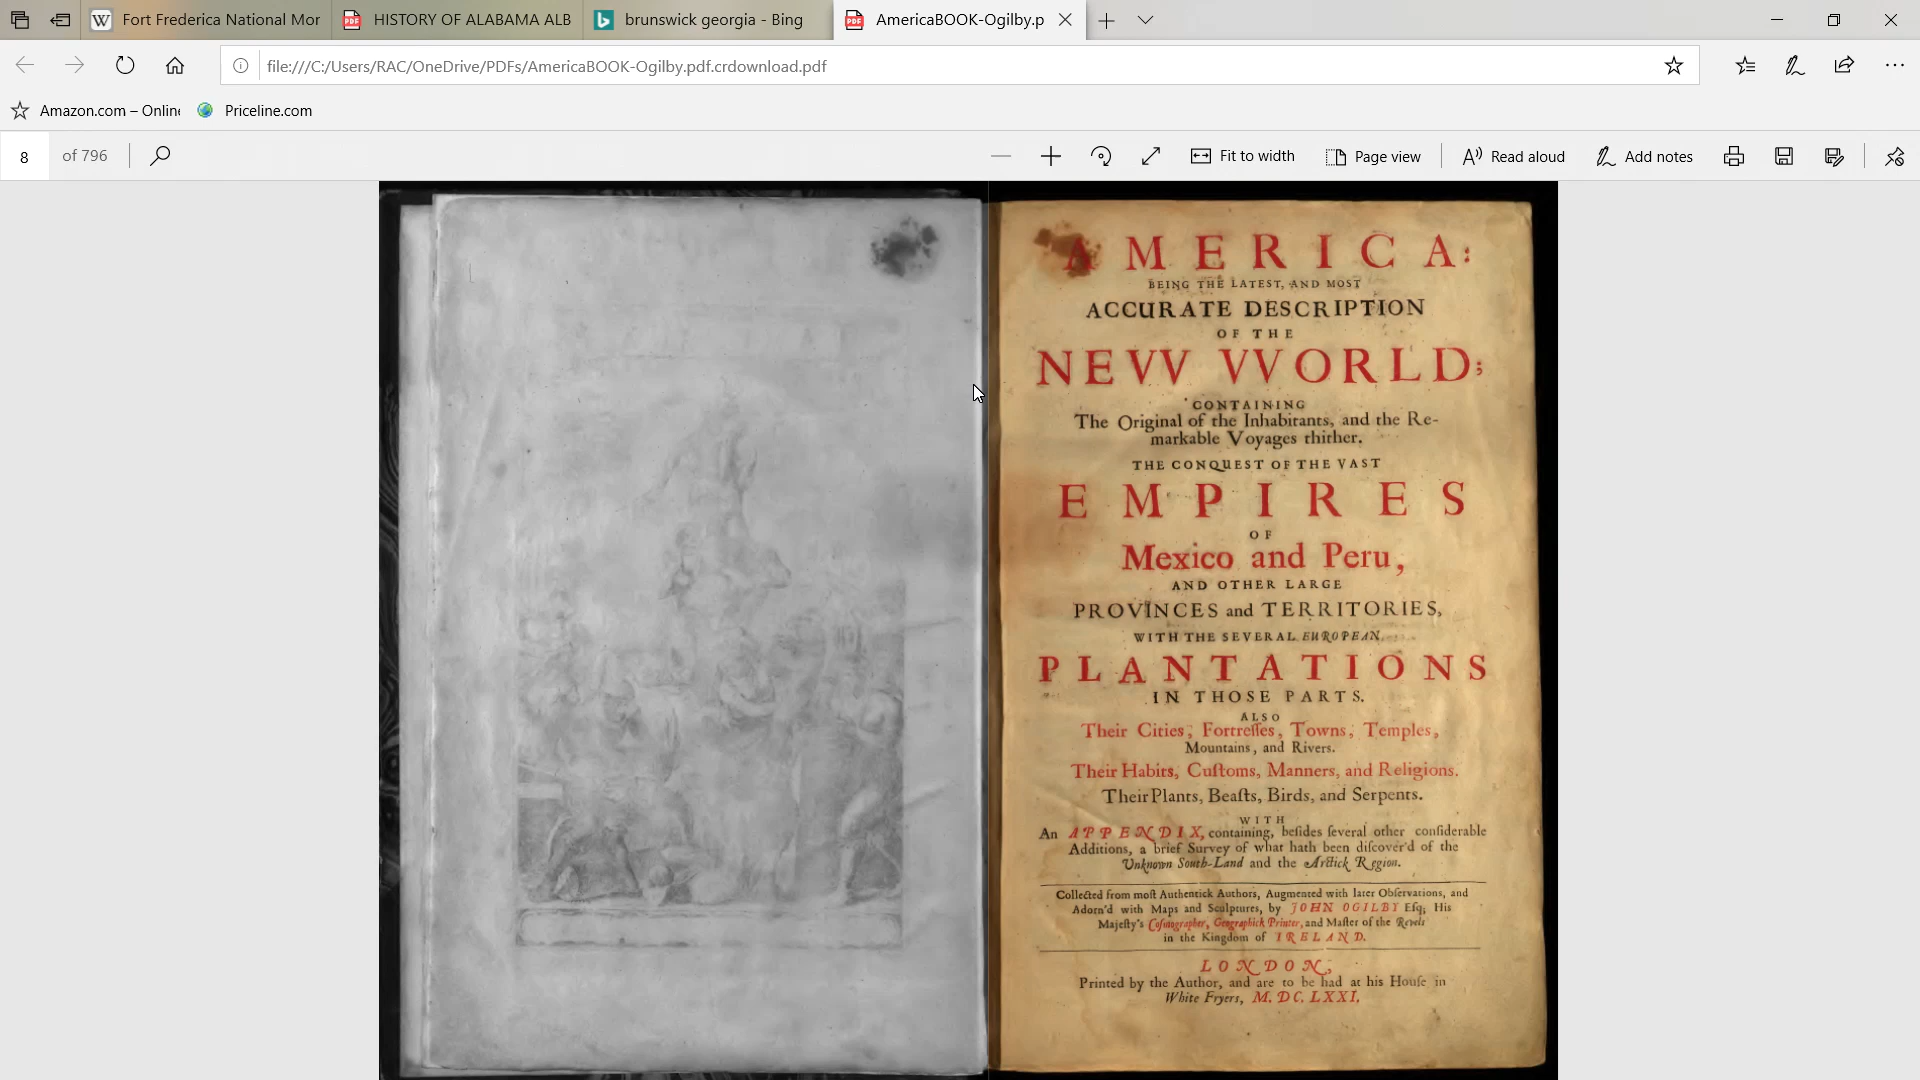 Fort Frederica National Mor
HISTORY OF ALABAMA ALB
brunswick georgia - Bing
AmericaBOOK-Ogilby.p
file:///C:/Users/RAC/OneDrive/PDFs/AmericaBOOK-Ogilby.pdf.crdownload.pdf
Amazon.com – Online
Priceline.com
8 of 796
Fit to width
Page view
Read aloud
Add notes
AMERICA:
BEING THE LATEST, AND MOST
ACCURATE DESCRIPTION
OF THE
NEVV VVORLD;
CONTAINING
The Original of the Inhabitants, and the Re-
markable Voyages thither.
THE CONQUEST OF THE VAST
EMPIRES
OF
Mexico and Peru,
AND OTHER LARGE
PROVINCES and TERRITORIES,
WITH THE SEVERAL EUROPEAN
PLANTATIONS
IN THOSE PARTS.
ALSO
Their Cities, Fortreſſes, Towns, Temples,
Mountains, and Rivers.
Their Habits, Cuſtoms, Manners, and Religions.
Their Plants, Beaſts, Birds, and Serpents.
WITH
An APPENDIX, containing, beſides ſeveral other conſiderable
Additions, a brief Survey of what hath been diſcover'd of the
Unknown South-Land and the Arctick Region.
Collected from moſt Authentick Authors, Augmented with later Obſervations, and
Adorn'd with Maps and Sculptures, by JOHN OGILBY Eſq; His
Majeſty's Coſmographer, Geographick Printer, and Maſter of the Revels
in the Kingdom of IRELAND.
LONDON,
Printed by the Author, and are to be had at his Houſe in
White Fryers, M. DC. LXXI.